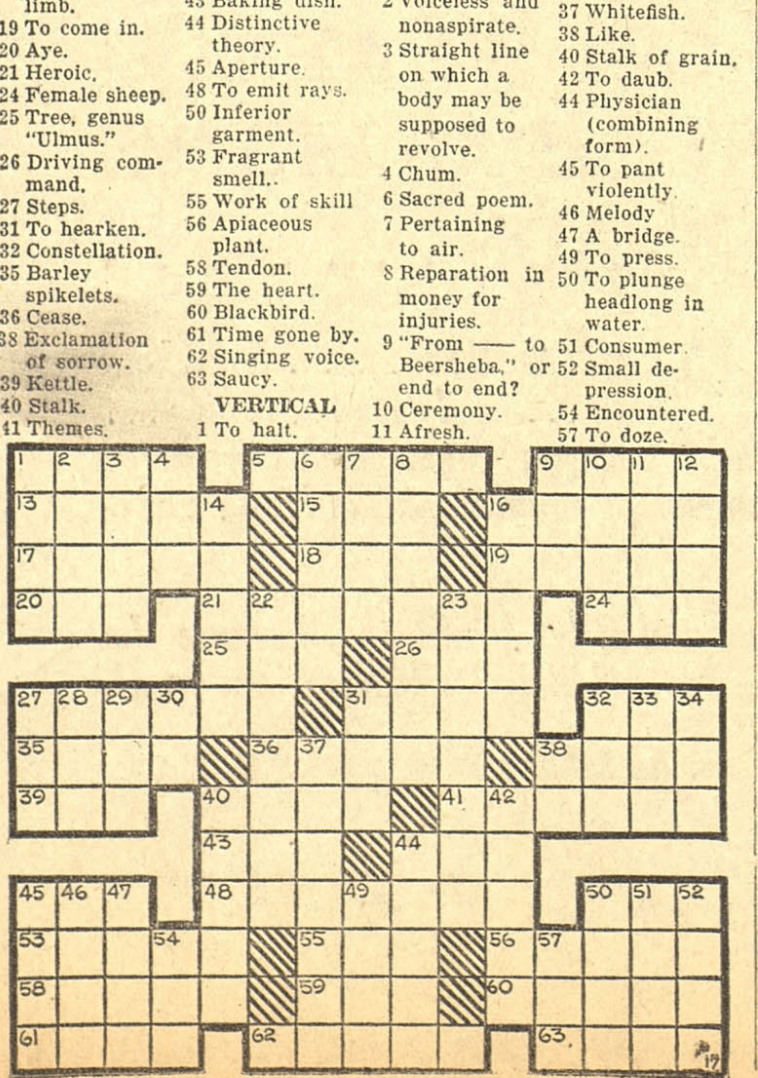 limb.
19 To come in.
20 Aye.
21 Heroic.
24 Female sheep.
25 Tree, genus
"Ulmus."
26 Driving com-
mand.
27 Steps.
31 To hearken.
32 Constellation.
35 Barley
spikelets.
36 Cease.
38 Exclamation
of sorrow.
39 Kettle.
40 Stalk.
41 Themes.
43 Baking dish.
44 Distinctive
theory.
45 Aperture.
48 To emit rays.
50 Inferior
garment.
53 Fragrant
smell..
55 Work of skill
56 Apiaceous
plant.
58 Tendon.
59 The heart.
60 Blackbird.
61 Time gone by.
62 Singing voice.
63 Saucy.
VERTICAL
1 To halt.
2 Voiceless and
nonaspirate.
3 Straight line
on which a
body may be
supposed to
revolve.
4 Chum.
6 Sacred poem.
7 Pertaining
to air.
8 Reparation in
money for
injuries.
9 "From —— to
Beersheba," or
end to end?
10 Ceremony.
11 Afresh.
37 Whitefish.
38 Like.
40 Stalk of grain.
42 To daub.
44 Physician
(combining
form).
45 To pant
violently.
46 Melody
47 A bridge.
49 To press.
50 To plunge
headlong in
water.
51 Consumer.
52 Small de-
pression.
54 Encountered.
57 To doze.
1 2 3 4 5 6 7 8 9 10 11 12
13 14 15 16
17 18 19
20 21 22 23 24
25 26
27 28 29 30 31 32 33 34
35 36 37 38
39 40 41 42
43 44
45 46 47 48 49 50 51 52
53 54 55 56 57
58 59 60
61 62 63
17